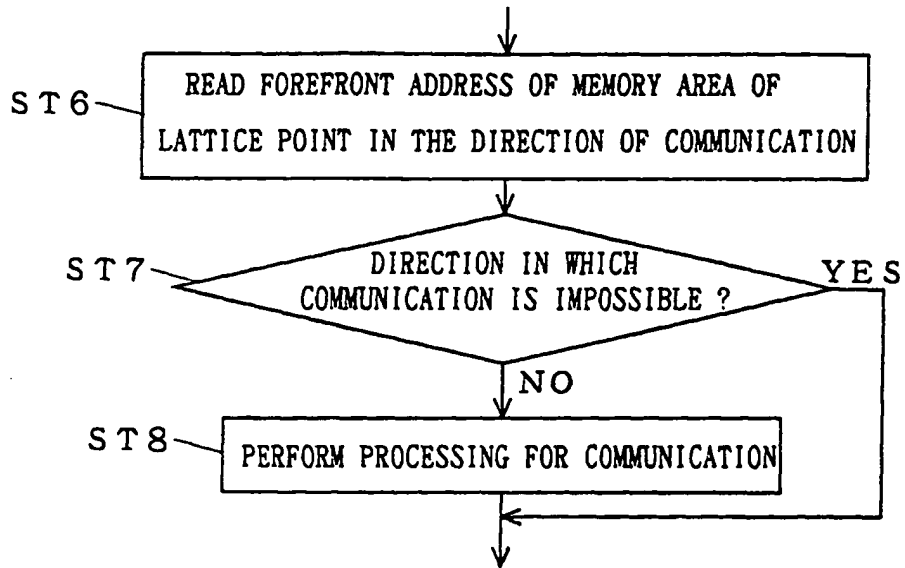 READ FOREFRONT ADDRESS OF MEMORY AREA OF
ST6
LATTICE POINT IN THE DIRECTION OF COMMUNICATION
DIRECTION IN WHICH
YES
ST7
COMMUNICATION IS IMPOSSIBLE ?
NO
ST8
PERFORM PROCESSING FOR COMMUNICATION